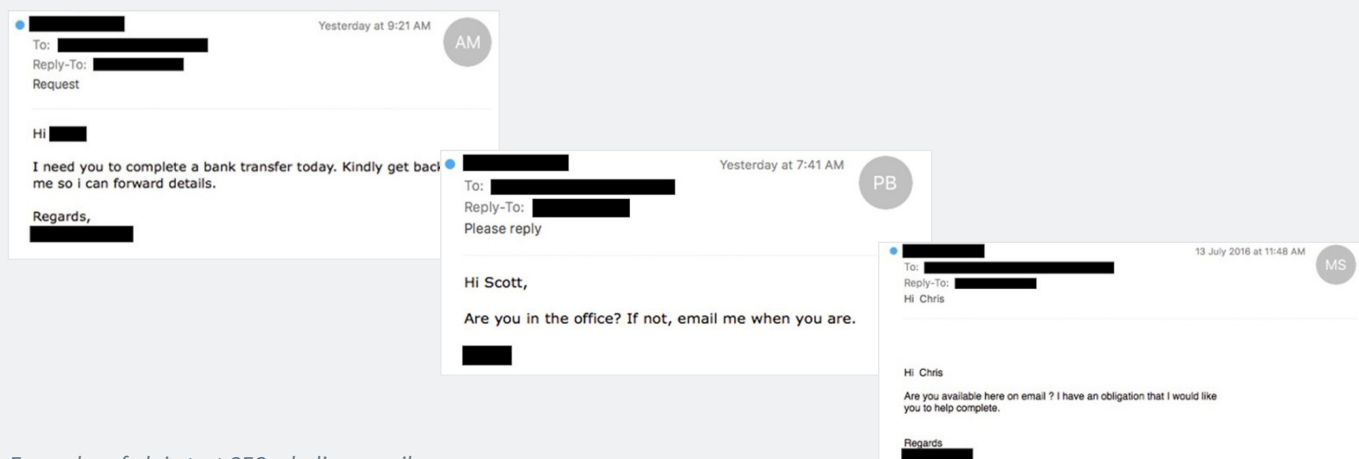 Yesterday at 9:21 AM
AM
To:
Reply-To:
Request
Hi
I need you to complete a bank transfer today. Kindly get back
me so i can forward details.
Regards,
Yesterday at 7:41 AM
PB
To:
Reply-To:
Please reply
Hi Scott,
Are you in the office? If not, email me when you are.
13 July 2016 at 11:48 AM
MS
To:
Reply-To:
Hi Chris
Hi Chris
Are you available here on email ? I have an obligation that I would like
you to help complete.
Regards